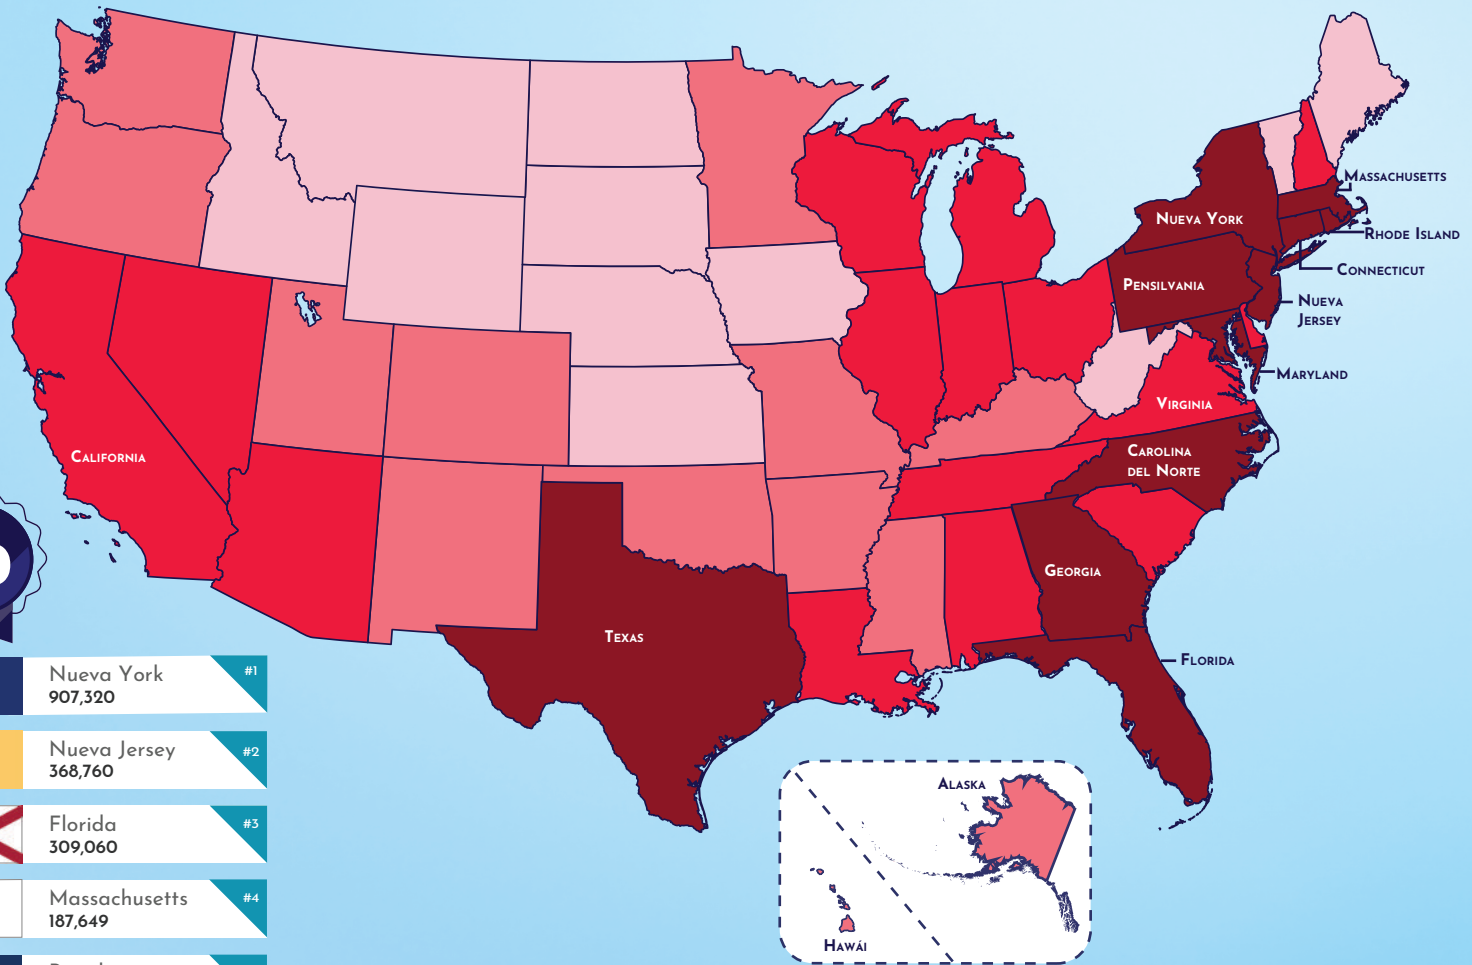 Massachusetts
Nueva York
Rhode Island
Connecticut
Pensilvania
Nueva
Jersey
Maryland
Virginia
California
Carolina
del Norte
Georgia
Texas
Florida
Nueva York
907,320
#1
Nueva Jersey
368,760
#2
Florida
309,060
#3
Massachusetts
187,649
#4
Alaska
Hawái